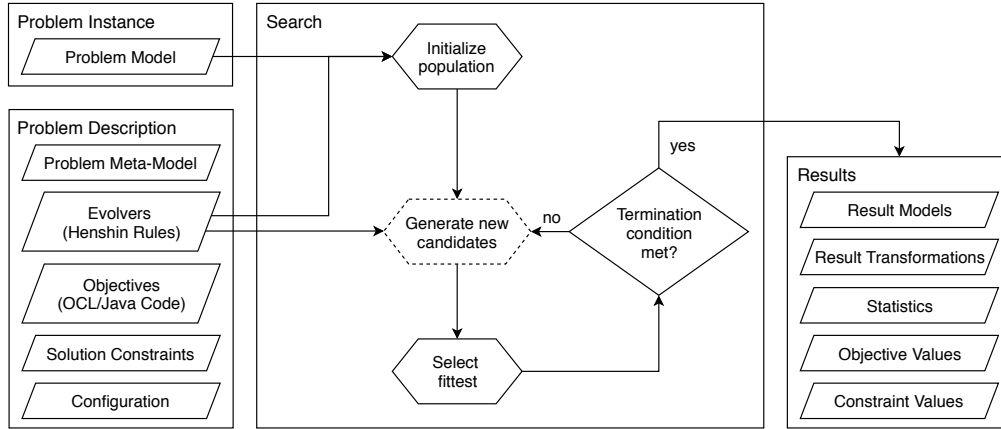 Problem Instance
Problem Model
Problem Description
Problem Meta-Model
Evolvers
(Henshin Rules)
Objectives
(OCL/Java Code)
Solution Constraints
Configuration
Search
Initialize
population
Generate new
candidates
Select
fittest
no
Termination
condition
met?
yes
Results
Result Models
Result Transformations
Statistics
Objective Values
Constraint Values